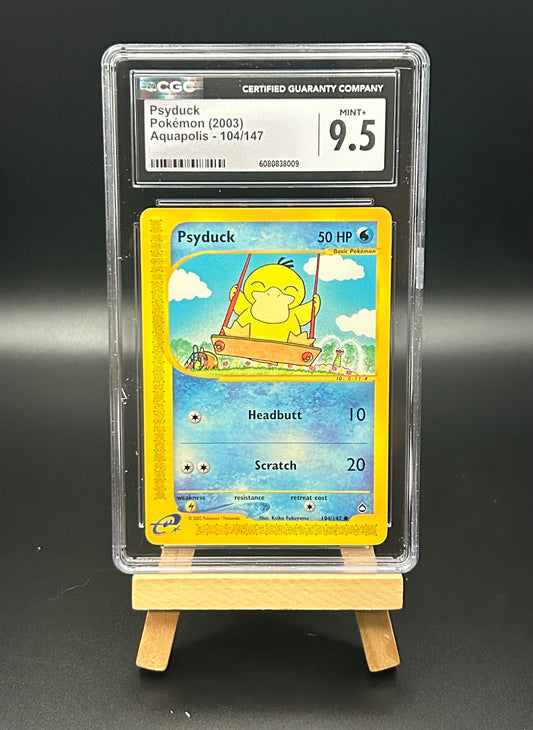 CGC
CERTIFIED GUARANTY COMPANY
Psyduck
Pokémon (2003)
Aquapolis - 104/147
MINT+
9.5
6080838009
Psyduck 50 HP
Basic Pokémon
Headbutt 10
Scratch 20
weakness resistance retreat cost
Illus. Keiko Fukuyama 104/147
e